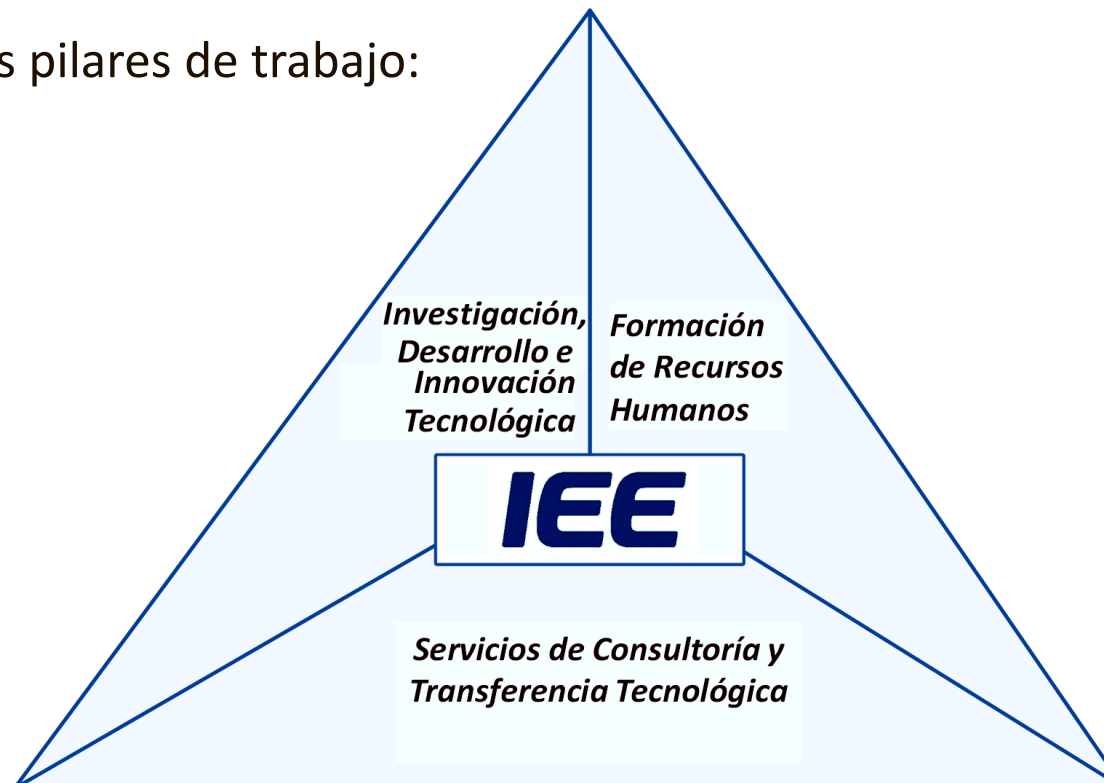 s pilares de trabajo:
Investigación,
Desarrollo e
Innovación
Tecnológica
Formación
de Recursos
Humanos
IEE
Servicios de Consultoría y
Transferencia Tecnológica